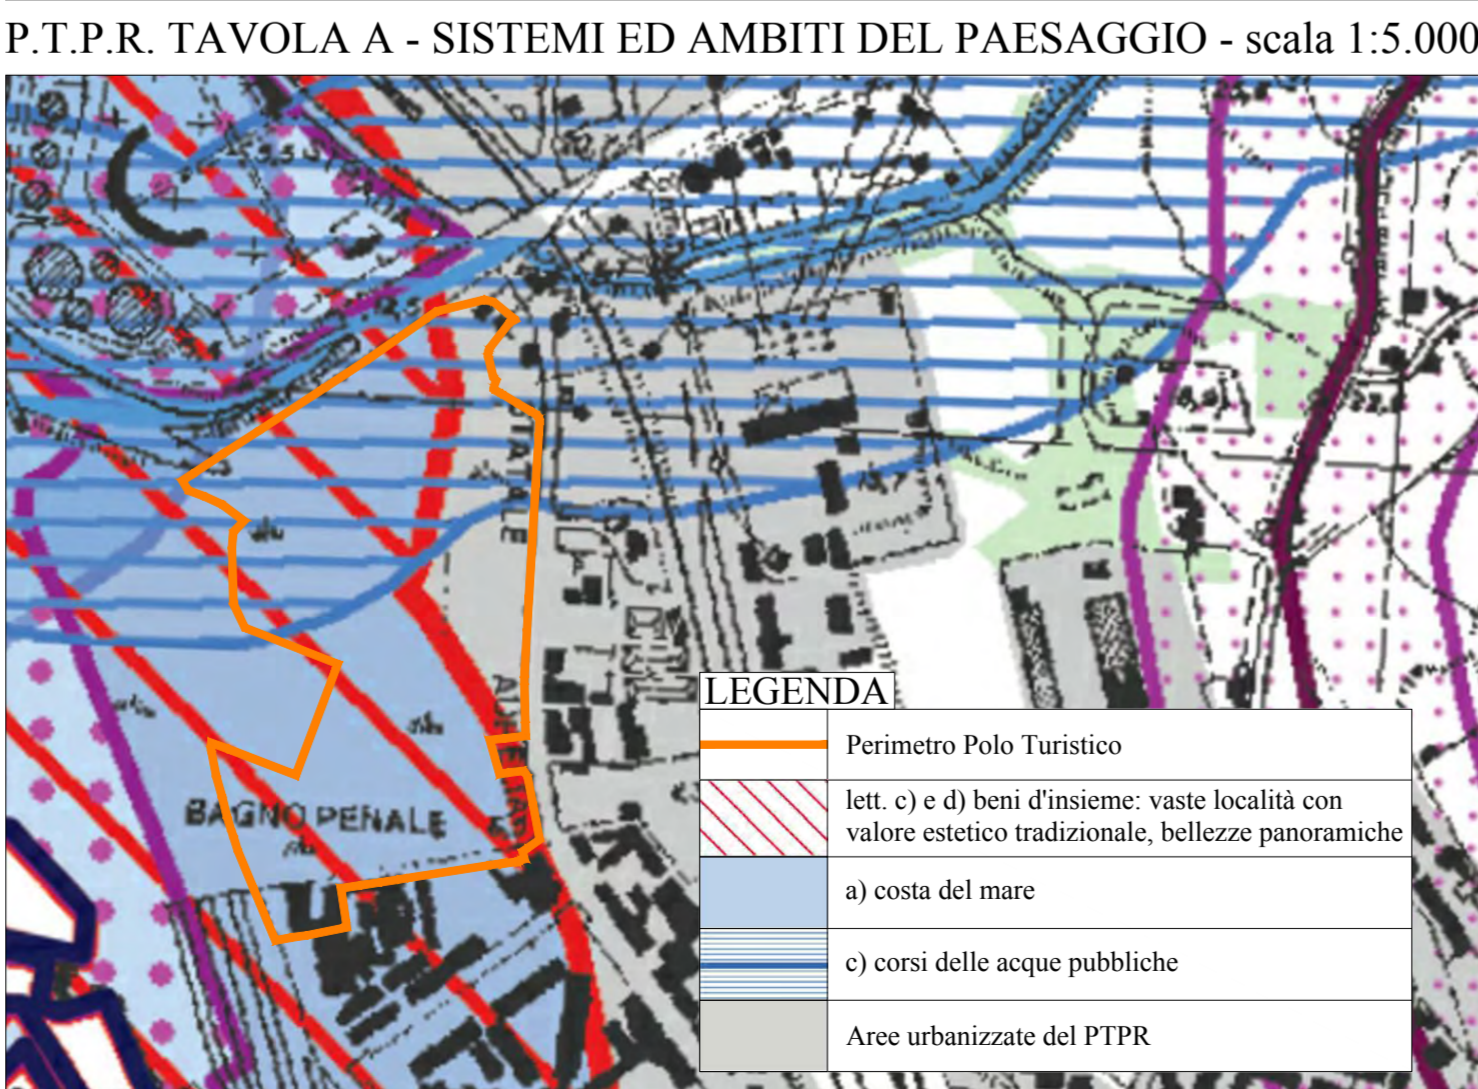 P.T.P.R. TAVOLA A - SISTEMI ED AMBITI DEL PAESAGGIO - scala 1:5.000
STATALE
AURELIA
BAGNO PENALE
LEGENDA
Perimetro Polo Turistico
lett. c) e d) beni d'insieme: vaste località con
valore estetico tradizionale, bellezze panoramiche
a) costa del mare
c) corsi delle acque pubbliche
Aree urbanizzate del PTPR